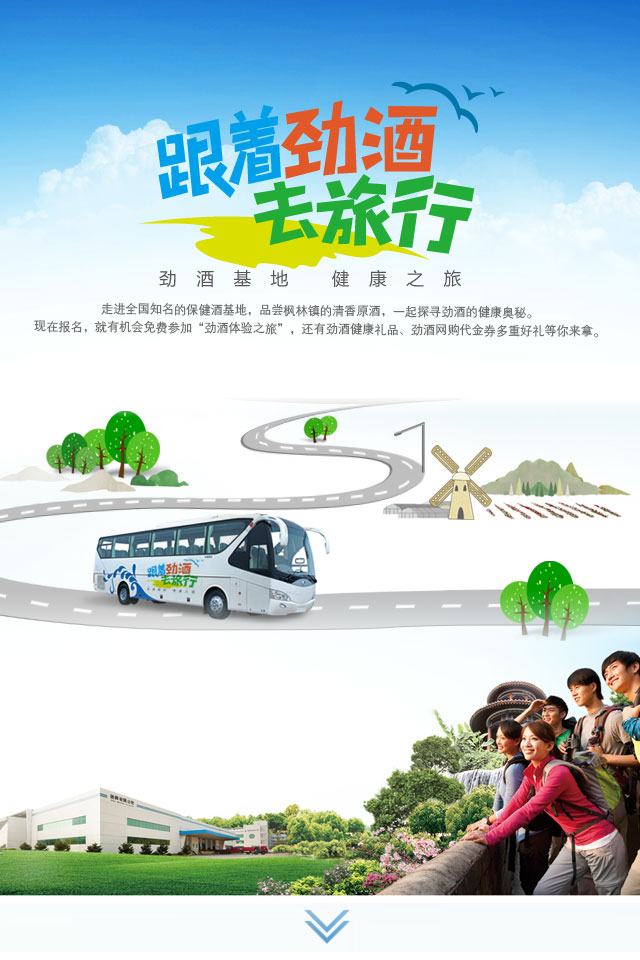 跟着劲酒
去旅行
劲酒基地 健康之旅
走进全国知名的保健酒基地，品尝枫林镇的清香原酒，一起探寻劲酒的健康奥秘。
现在报名，就有机会免费参加“劲酒体验之旅”，还有劲酒健康礼品、劲酒网购代金券多重好礼等你来拿。
跟着劲酒
去旅行